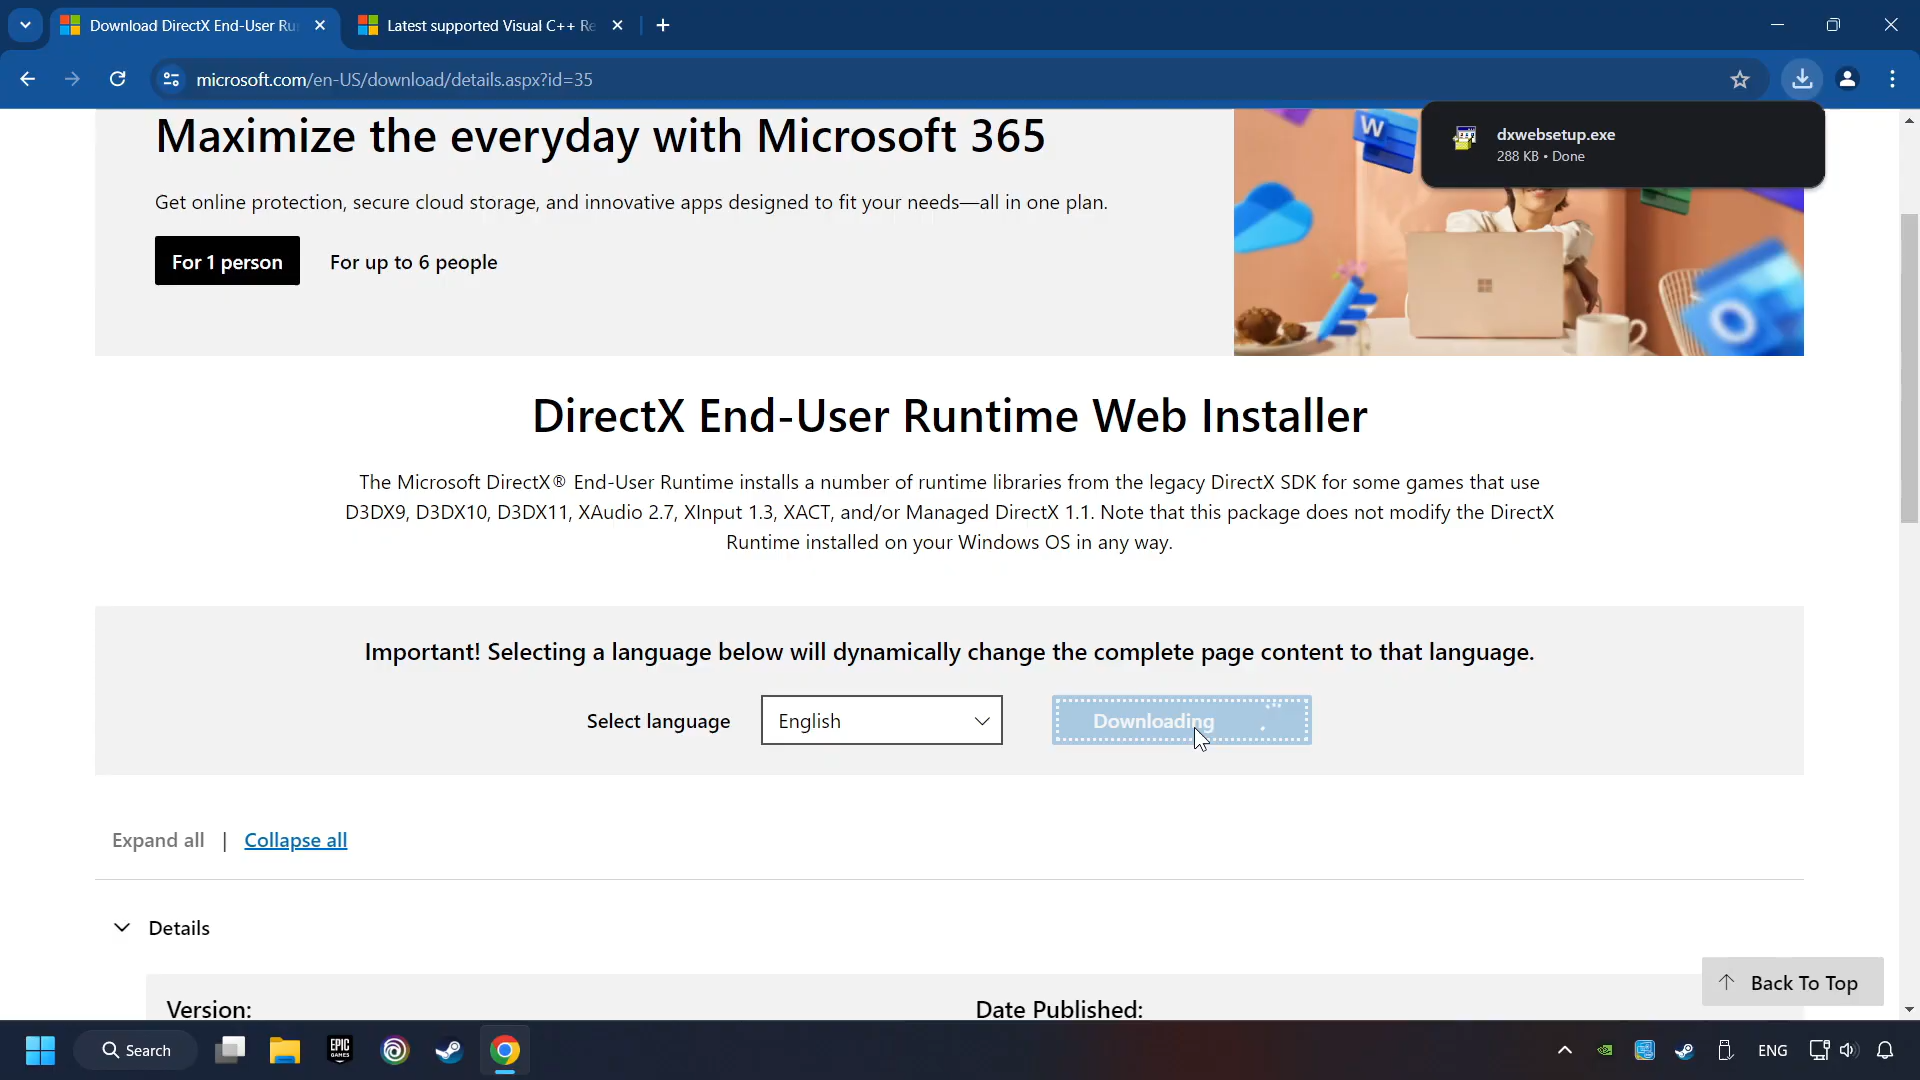 Download DirectX End-User Ru
Latest supported Visual C++ Re
microsoft.com/en-US/download/details.aspx?id=35
dxwebsetup.exe
288 KB • Done
Maximize the everyday with Microsoft 365
Get online protection, secure cloud storage, and innovative apps designed to fit your needs—all in one plan.
For 1 person
For up to 6 people
W
O
DirectX End-User Runtime Web Installer
The Microsoft DirectX® End-User Runtime installs a number of runtime libraries from the legacy DirectX SDK for some games that use
D3DX9, D3DX10, D3DX11, XAudio 2.7, XInput 1.3, XACT, and/or Managed DirectX 1.1. Note that this package does not modify the DirectX
Runtime installed on your Windows OS in any way.
Important! Selecting a language below will dynamically change the complete page content to that language.
Select language
English
Downloading
Expand all | Collapse all
Details
Version:
Date Published:
Back To Top
Search
EPIC
GAMES
ENG